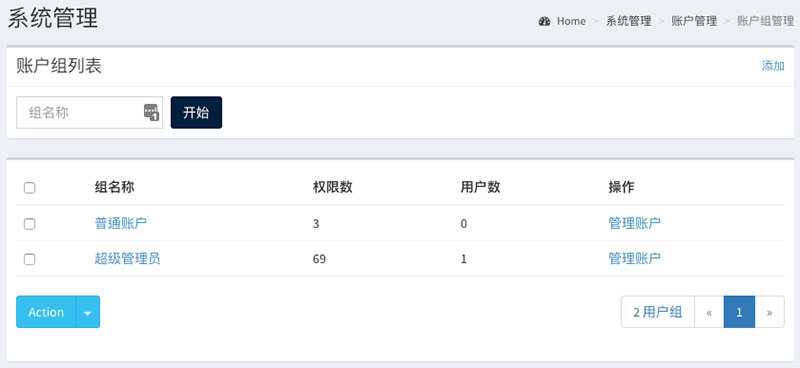 系统管理
Home > 系统管理 > 账户管理 > 账户组管理
账户组列表
添加
组名称
开始
组名称 权限数 用户数 操作
普通账户 3 0 管理账户
超级管理员 69 1 管理账户
Action
2 用户组 « 1 »